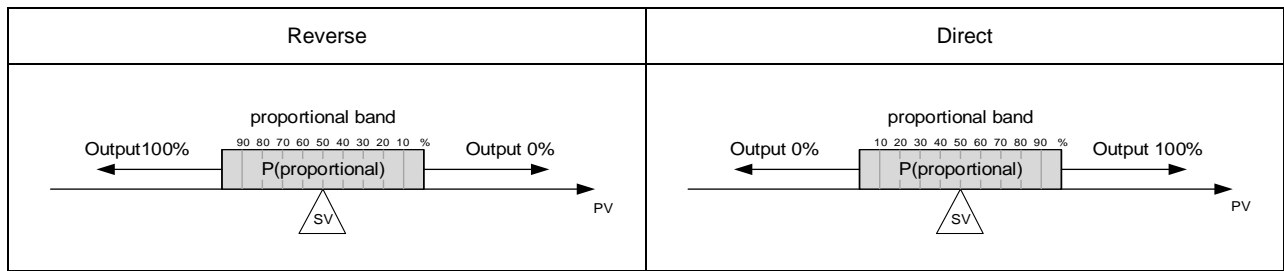 Reverse
Direct
proportional band
90 80 70 60 50 40 30 20 10 %
Output100%
Output 0%
P(proportional)
PV
SV
proportional band
10 20 30 40 50 60 70 80 90 %
Output 0%
Output 100%
P(proportional)
PV
SV